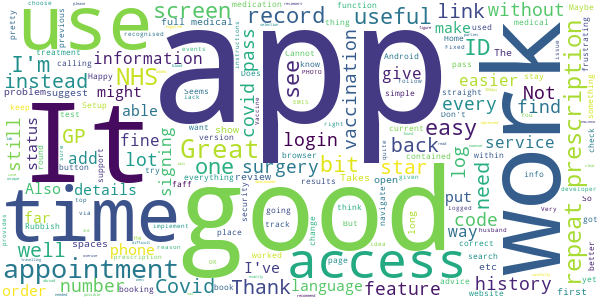 app
It
good
work
use
time
access
Great
NHS
Covid
Thank
appointment
record
screen
useful
link
without
ID
information
instead
I'm
GP
surgery
see
covid pass
vaccination
give
easier
make
every
Not
find
easy
service
login
back
star
bit
one
lot
fine
try
able
might
status
still
signing
full medical
history
feature
language
number
phone
details
well
Also
add
far
order
need
code
put
way
log
info
repeat prescription
I've
spaces
booking
place
going
review
everything
track
change
think
long
idea
open
results
browser
version
show
want
security
navigate
current
contained
within
straight
simple
Android
know
Cannot
Seems
lack
suggest
problem
Happy
calling
keep
Setup
test
button
Does
support
medication
function
treatment
events
instructions
recognised
previous
pretty
choose
Home
Fixed
The
used
medical
pass
stay
Don't
frustrating
Maybe
something
check
issue
developer
So
got
better
first
yet
website
advice
correct
search
etc
page
logged
given
But
Takes
faff
reason
worked
implement
Rubbish
provides
top
via
book
Vaccine
PHOTO
follow
right
quite
ok
Very